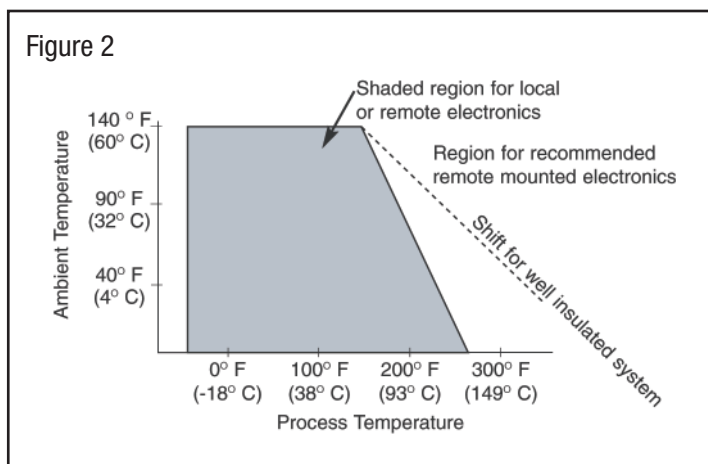 Figure 2
Shaded region for local
or remote electronics
Region for recommended
remote mounted electronics
Shift for well insulated system
Ambient Temperature
140 ° F
(60° C)
90° F
(32° C)
40° F
(4° C)
0° F
(-18° C)
100° F
(38° C)
200° F
(93° C)
300° F
(149° C)
Process Temperature